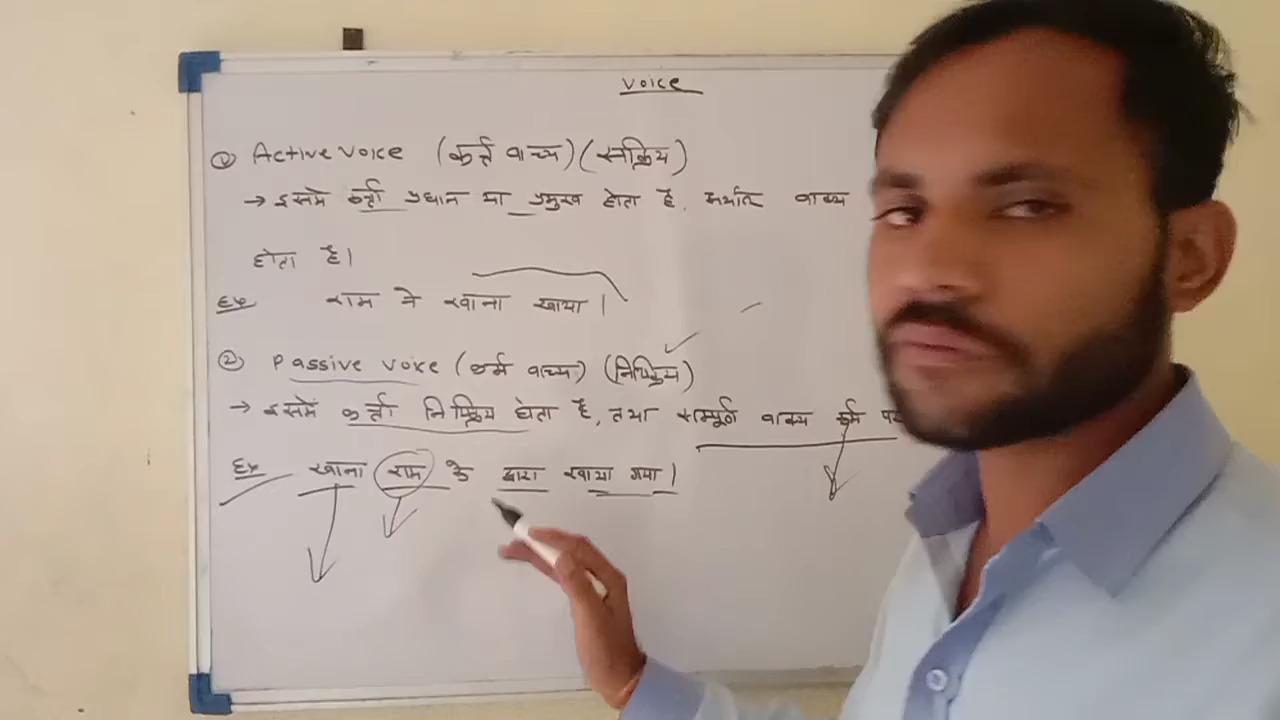 Voice
① Active voice (कर्त्तृ वाच्य) (सक्रिय)
→ इसमे कर्त्ता प्रधान या प्रमुख होता है, अर्थात वाक्य
होता है।
Ex राम ने खाना खाया।
② Passive voice (कर्म वाच्य) (निष्क्रिय)
→ इसमें कर्त्ता निष्क्रिय होता है, तथा सम्पूर्ण वाक्य कर्म
Ex खाना राम के द्वारा खाया गया।